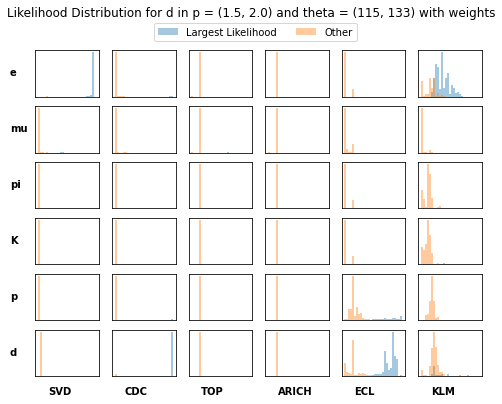 Likelihood Distribution for d in p = (1.5, 2.0) and theta = (115, 133) with weights
Largest Likelihood Other
e
mu
pi
K
p
d
SVD CDC TOP ARICH ECL KLM